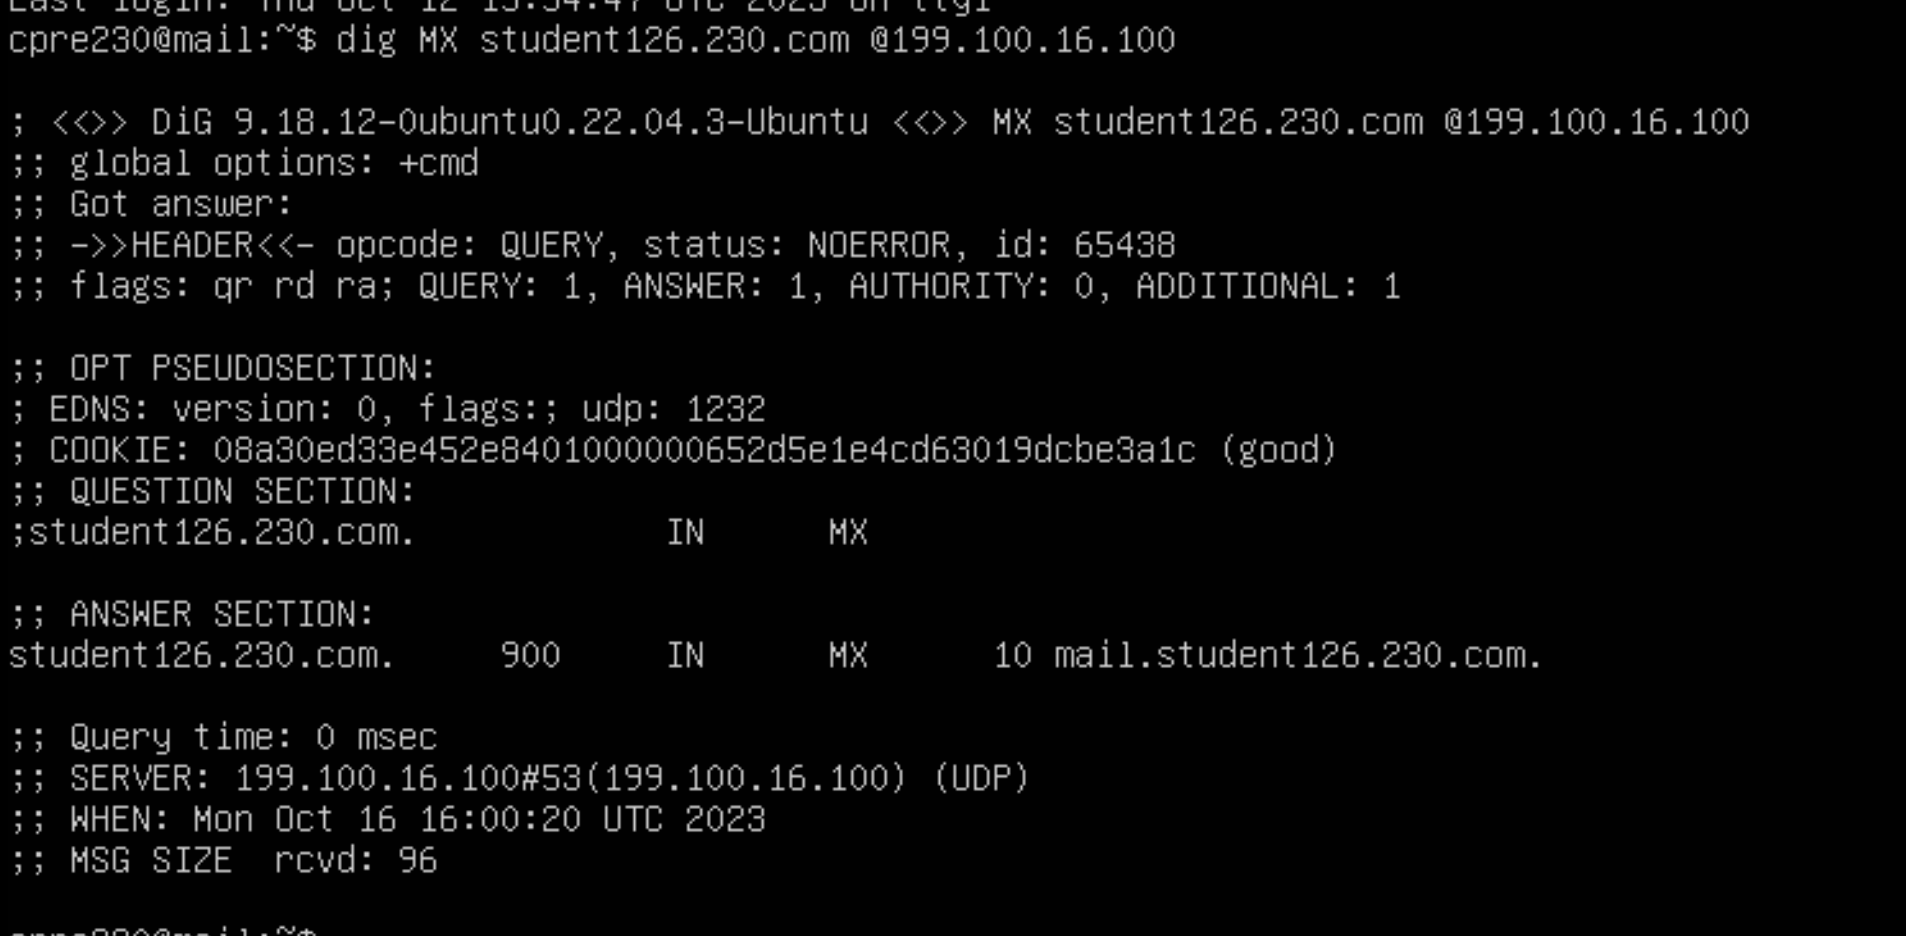 Last login: Thu Oct 12 15:54:47 UTC 2023 on tty1
cpre230@mail:~$ dig MX student126.230.com @199.100.16.100
; <<>> DiG 9.18.12-0ubuntu0.22.04.3-Ubuntu <<>> MX student126.230.com @199.100.16.100
;; global options: +cmd
;; Got answer:
;; ->>HEADER<<- opcode: QUERY, status: NOERROR, id: 65438
;; flags: qr rd ra; QUERY: 1, ANSWER: 1, AUTHORITY: 0, ADDITIONAL: 1
;; OPT PSEUDOSECTION:
; EDNS: version: 0, flags:; udp: 1232
; COOKIE: 08a30ed33e452e8401000000652d5e1e4cd63019dcbe3a1c (good)
;; QUESTION SECTION:
;student126.230.com. IN MX
;; ANSWER SECTION:
student126.230.com. 900 IN MX 10 mail.student126.230.com.
;; Query time: 0 msec
;; SERVER: 199.100.16.100#53(199.100.16.100) (UDP)
;; WHEN: Mon Oct 16 16:00:20 UTC 2023
;; MSG SIZE rcvd: 96
cpre230@mail:~$